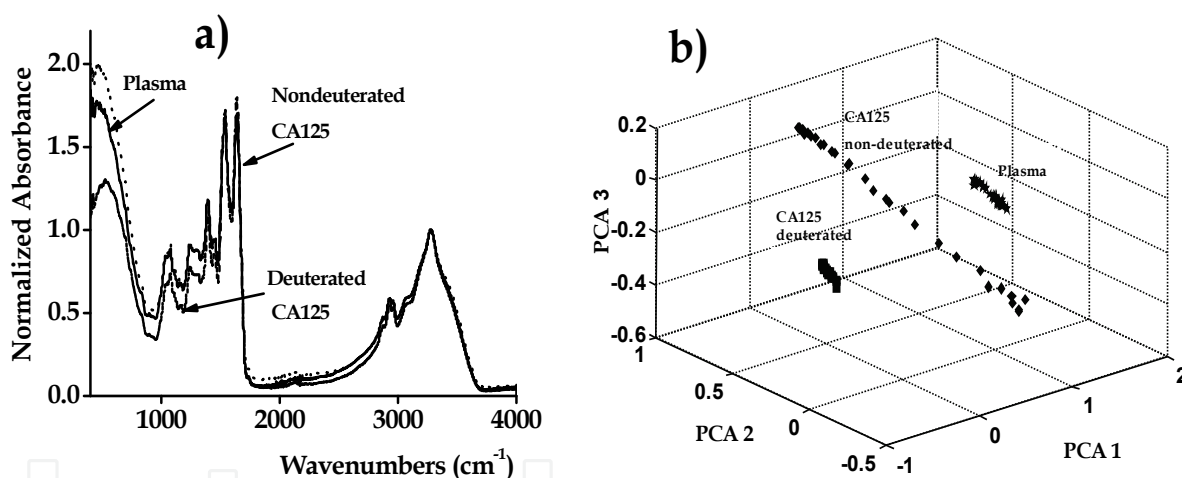 a)
Normalized Absorbance
2.0
1.5
1.0
0.5
0.0
Plasma
Nondeuterated
CA125
Deuterated
CA125
1000 2000 3000 4000
Wavenumbers (cm⁻¹)
b)
PCA 3
0.2
0
-0.2
-0.4
-0.6
CA125
non-deuterated
Plasma
CA125
deuterated
1
0.5
0
-0.5
PCA 2
-1
0
1
2
PCA 1